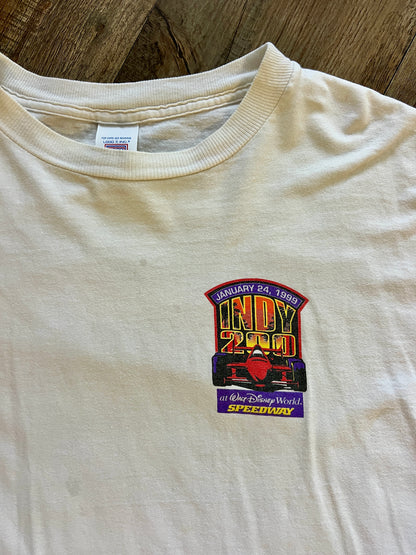 JANUARY 24, 1999
INDY
200
at Walt Disney World.
SPEEDWAY